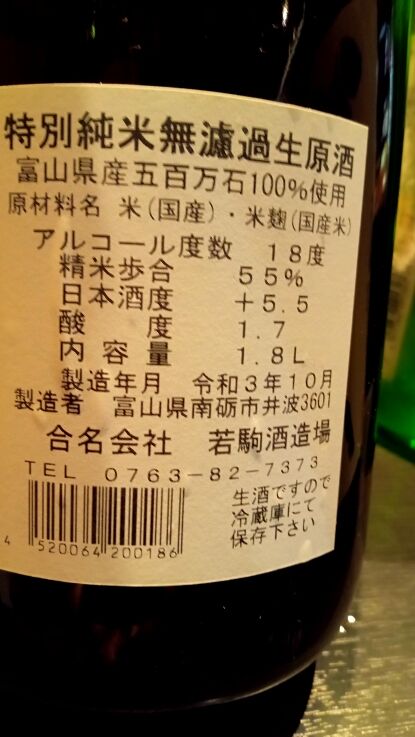 特別純米無濾過生原酒
富山県産五百万石100%使用
原材料名 米(国産)・米麹(国産米)
アルコール度数 18度
精米歩合 55%
日本酒度 +5.5
酸度 1.7
内容量 1.8L
製造年月 令和3年10月
製造者 富山県南砺市井波3601
合名会社 若駒酒造場
TEL 0763-82-7373
生酒ですので
冷蔵庫にて
保存下さい
4 520064 200186